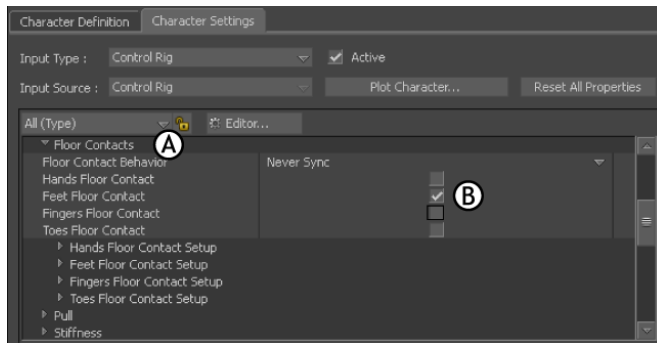 Character Definition Character Settings
Input Type : Control Rig Active
Input Source : Control Rig Plot Character... Reset All Properties
All (Type) Editor...
Floor Contacts A
Floor Contact Behavior Never Sync
Hands Floor Contact
Feet Floor Contact B
Fingers Floor Contact
Toes Floor Contact
Hands Floor Contact Setup
Feet Floor Contact Setup
Fingers Floor Contact Setup
Toes Floor Contact Setup
Pull
Stiffness